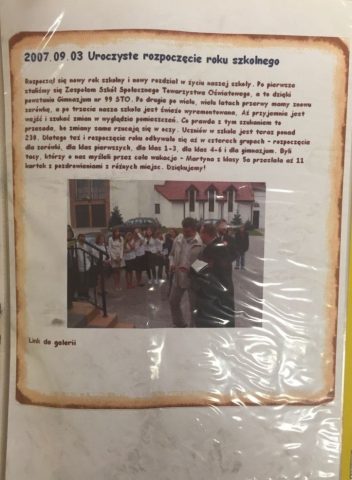 2007.09.03 Uroczyste rozpoczęcie roku szkolnego
Rozpoczął się nowy rok szkolny i nowy rozdział w życiu naszej szkoły. Po pierwsze
staliśmy się Zespołem Szkół Społecznego Towarzystwa Oświatowego, a to dzięki
powstaniu Gimnazjum nr 99 STO. Po drugie po wielu, wielu latach przerwy mamy znowu
zerówkę, a po trzecie nasza szkoła jest świeżo wyremontowana. Aż przyjemnie jest
wejść i szukać zmian w wyglądzie pomieszczeń. Co prawda z tym szukaniem to
przesada, bo zmiany same rzucają się w oczy. Uczniów w szkole jest teraz ponad
230. Dlatego też i rozpoczęcie roku odbywało się aż w czterech grupach - rozpoczęcie
dla zerówki, dla klas pierwszych, dla klas 1-3, dla klas 4-6 i dla gimnazjum. Byli
tacy, którzy o nas myśleli przez całe wakacje - Martyna z klasy 5a przesłała aż 11
kartek z pozdrowieniami z różnych miejsc. Dziękujemy!
Link do galerii